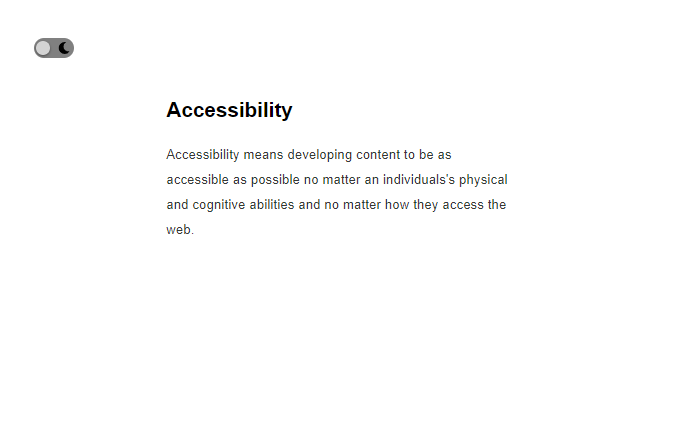 Accessibility
Accessibility means developing content to be as
accessible as possible no matter an individuals's physical
and cognitive abilities and no matter how they access the
web.